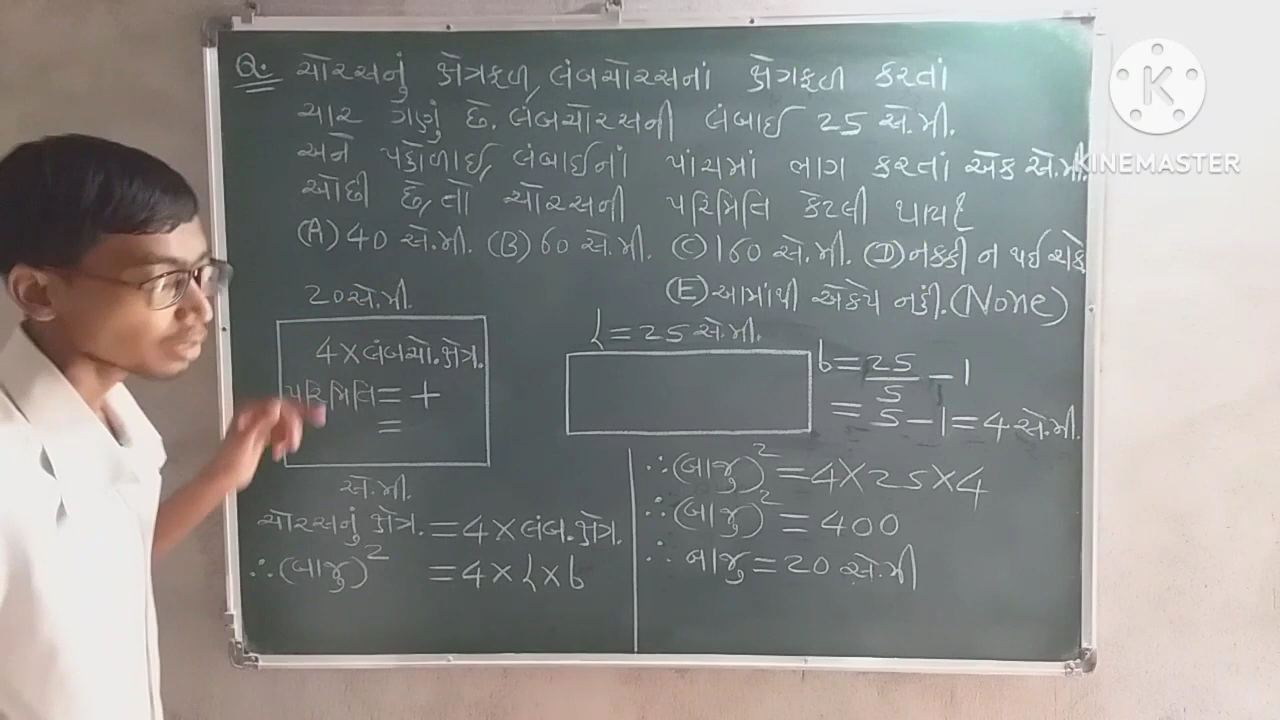 Q. ચોરસનું ક્ષેત્રફળ, લંબચોરસનાં ક્ષેત્રફળ કરતાં
ચાર ગણું છે. લંબચોરસની લંબાઈ 25 સે.મી.
અને પહોળાઈ, લંબાઈનાં પાંચમાં ભાગ કરતાં એક સે.મી.
ઓછી છે, તો ચોરસની પરિમિતિ કેટલી થાય?
(A) 40 સે.મી. (B) 60 સે.મી. (C) 160 સે.મી. (D) નક્કી ન થઈ શકે
(E) આમાંથી એકેય નહીં. (None)
20 સે.મી.
4 × લંબચો. ક્ષેત્ર.
પરિમિતિ = +
=
સે.મી.
l = 25 સે.મી.
b = 25/5 - 1
= 5 - 1 = 4 સે.મી.
ચોરસનું ક્ષેત્ર. = 4 × લંબ. ક્ષેત્ર.
∴ (બાજુ)² = 4 × l × b
∴ (બાજુ)² = 4 × 25 × 4
∴ (બાજુ)² = 400
∴ બાજુ = 20 સે.મી
K
KINEMASTER